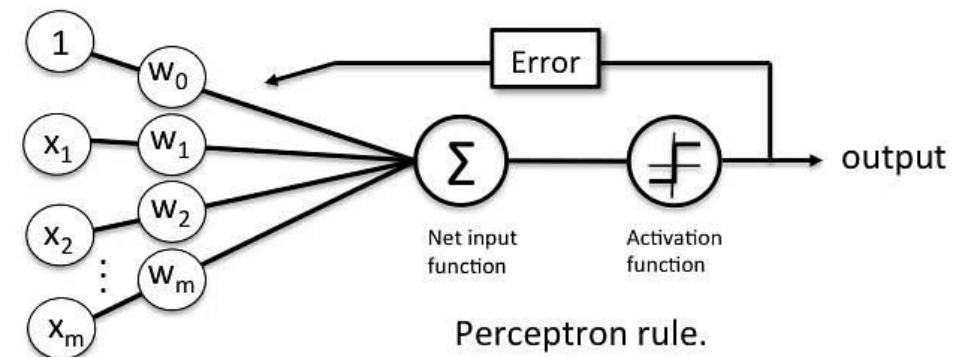 1
w₀
Error
x₁
w₁
Σ
output
x₂
w₂
Net input
function
Activation
function
⋮
wₘ
xₘ
Perceptron rule.